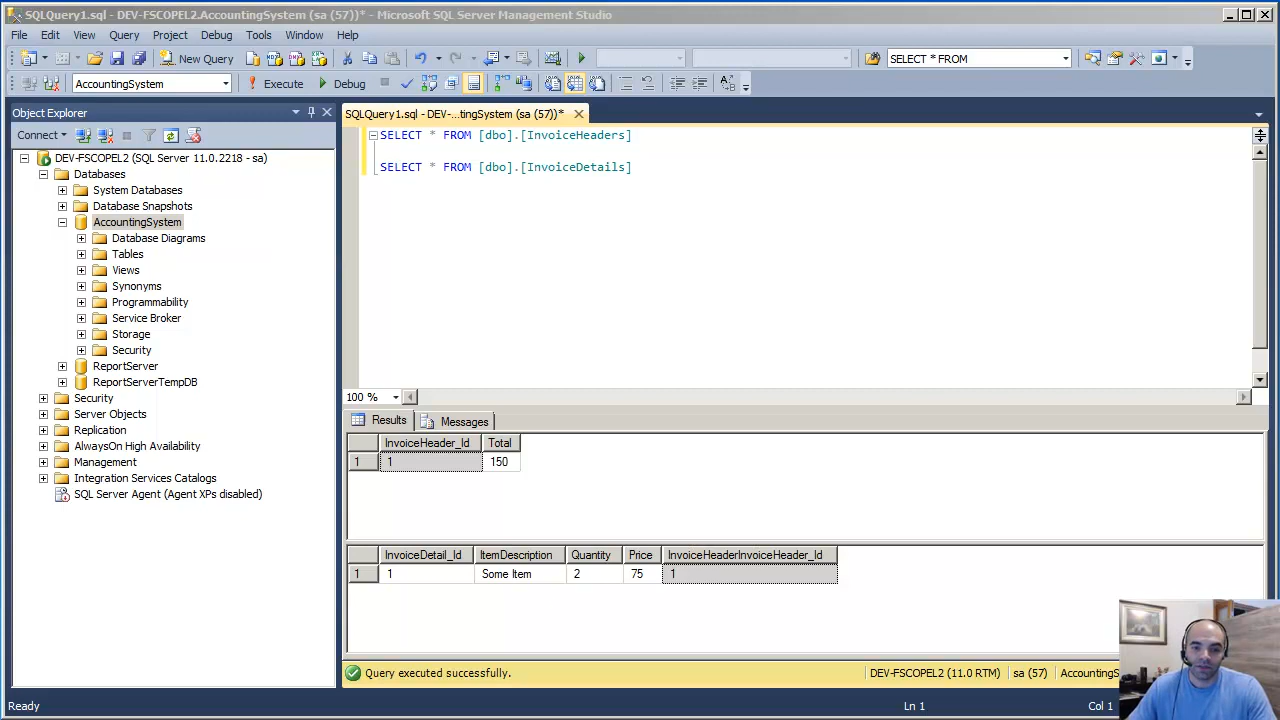 SQLQuery1.sql - DEV-FSCOPEL2.AccountingSystem (sa (57))* - Microsoft SQL Server Management Studio
File Edit View Query Project Debug Tools Window Help
New Query SELECT * FROM
AccountingSystem Execute Debug
Object Explorer
SQLQuery1.sql - DEV-...tingSystem (sa (57))*
Connect
SELECT * FROM [dbo].[InvoiceHeaders]
SELECT * FROM [dbo].[InvoiceDetails]
DEV-FSCOPEL2 (SQL Server 11.0.2218 - sa)
Databases
System Databases
Database Snapshots
AccountingSystem
Database Diagrams
Tables
Views
Synonyms
Programmability
Service Broker
Storage
Security
ReportServer
ReportServerTempDB
Security
Server Objects
Replication
AlwaysOn High Availability
Management
Integration Services Catalogs
SQL Server Agent (Agent XPs disabled)
100 %
Results Messages
InvoiceHeader_Id Total
1 1 150
InvoiceDetail_Id ItemDescription Quantity Price InvoiceHeaderInvoiceHeader_Id
1 1 Some Item 2 75 1
Query executed successfully. DEV-FSCOPEL2 (11.0 RTM) sa (57) AccountingS
Ready Ln 1 Col 1